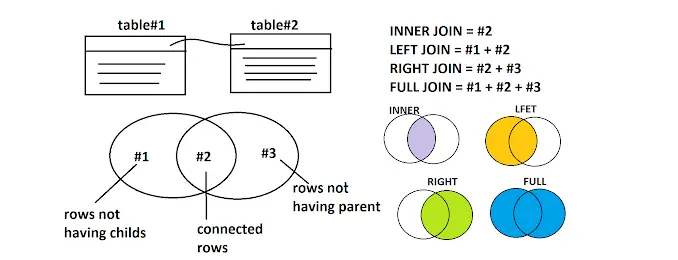 table#1
table#2
#1
#2
#3
rows not
having childs
connected
rows
rows not
having parent
INNER JOIN = #2
LEFT JOIN = #1 + #2
RIGHT JOIN = #2 + #3
FULL JOIN = #1 + #2 + #3
INNER
LFET
RIGHT
FULL